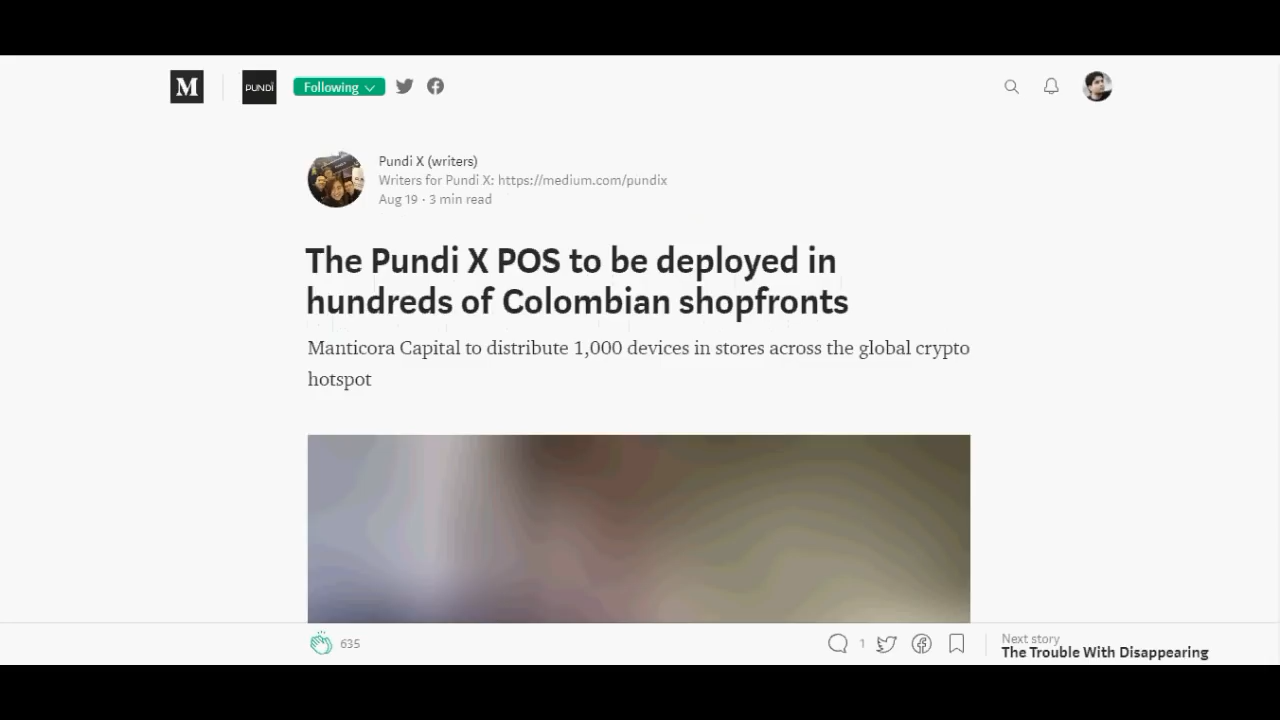 M
PUNDI
Following
Pundi X (writers)
Writers for Pundi X: https://medium.com/pundix
Aug 19 · 3 min read
The Pundi X POS to be deployed in
hundreds of Colombian shopfronts
Manticora Capital to distribute 1,000 devices in stores across the global crypto
hotspot
635
1
Next story
The Trouble With Disappearing